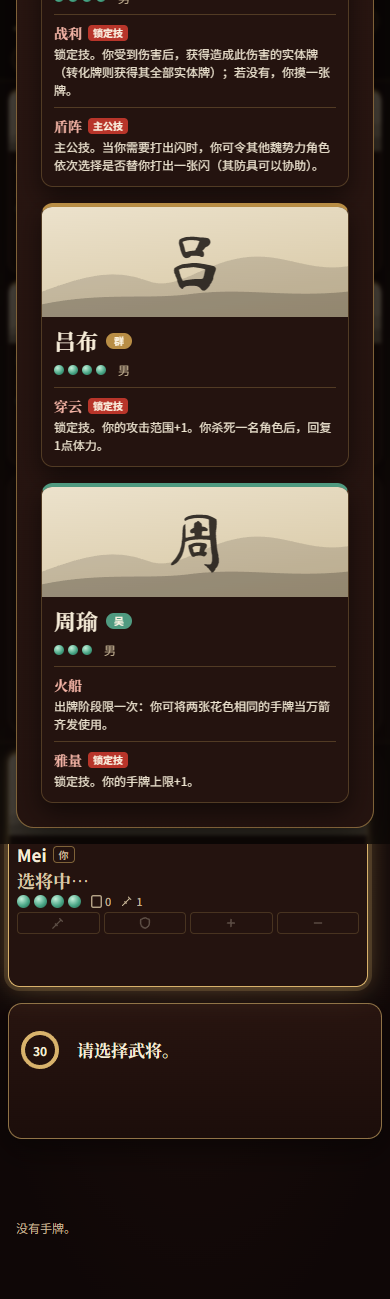 战利 锁定技
锁定技。你受到伤害后，获得造成此伤害的实体牌
（转化牌则获得其全部实体牌）；若没有，你摸一张
牌。
盾阵 主公技
主公技。当你需要打出闪时，你可令其他魏势力角色
依次选择是否替你打出一张闪（其防具可以协助）。
吕
吕布 群
男
穿云 锁定技
锁定技。你的攻击范围+1。你杀死一名角色后，回复
1点体力。
周
周瑜 吴
男
火船
出牌阶段限一次：你可将两张花色相同的手牌当万箭
齐发使用。
雅量 锁定技
锁定技。你的手牌上限+1。
Mei 你
选将中…
0 1
30 请选择武将。
没有手牌。